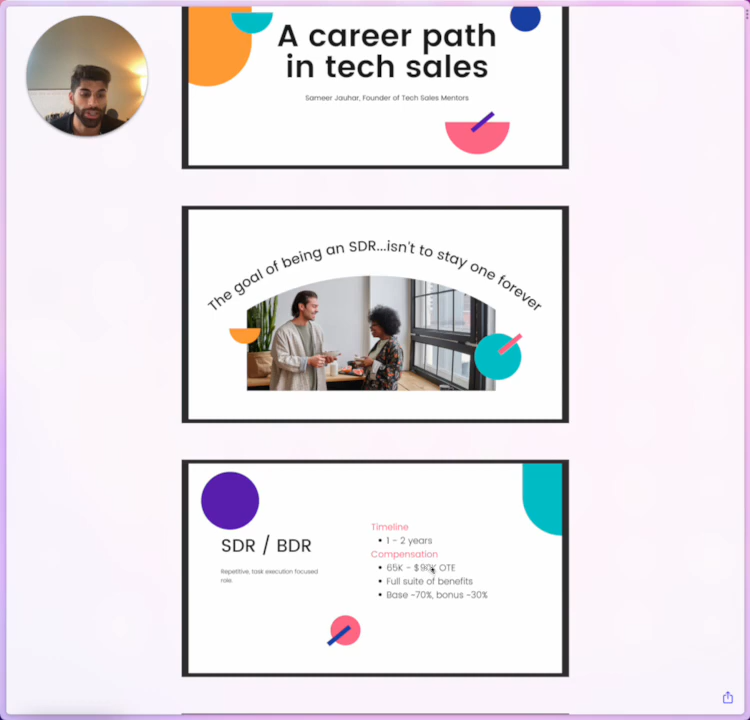 A career path
in tech sales
Sameer Jauhar, Founder of Tech Sales Mentors
The goal of being an SDR...isn't to stay one forever
SDR / BDR
Repetitive, task execution focused
role.
Timeline
• 1 - 2 years
Compensation
• 65K - $90K OTE
• Full suite of benefits
• Base ~70%, bonus ~30%